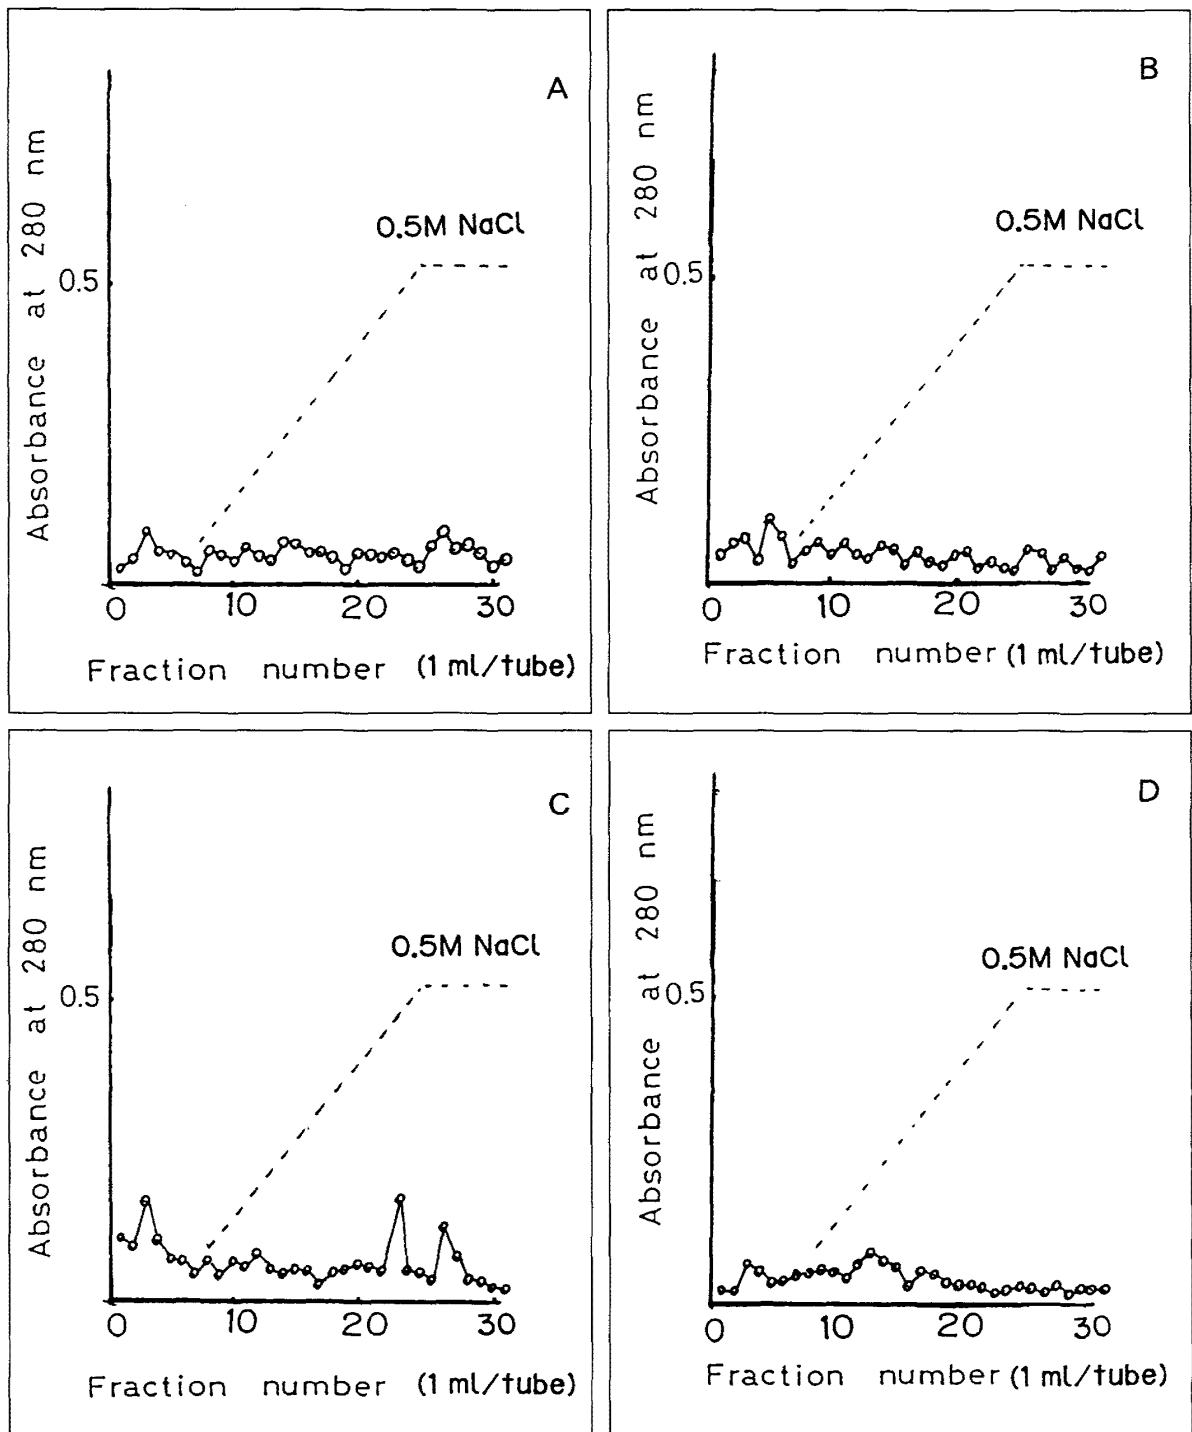 A
Absorbance at 280 nm
0.5M NaCl
0.5
0 10 20 30
Fraction number (1 ml/tube)
B
Absorbance at 280 nm
0.5M NaCl
0.5
0 10 20 30
Fraction number (1 ml/tube)
C
Absorbance at 280 nm
0.5M NaCl
0.5
0 10 20 30
Fraction number (1 ml/tube)
D
Absorbance at 280 nm
0.5M NaCl
0.5
0 10 20 30
Fraction number (1 ml/tube)